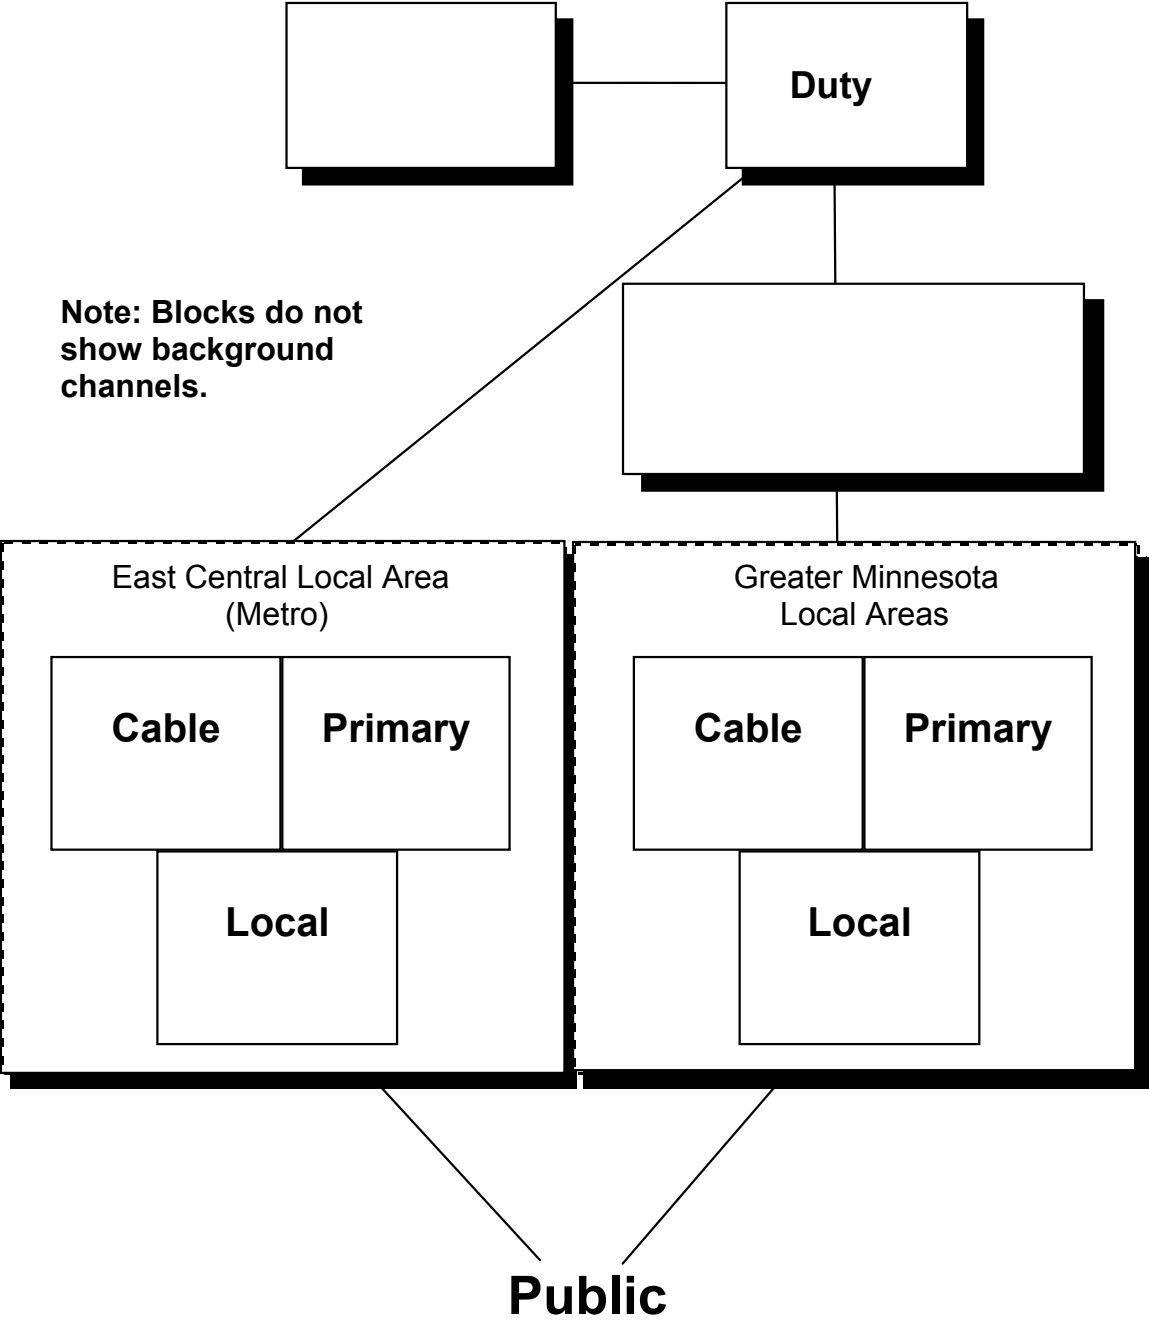 Duty
Note: Blocks do not
show background
channels.
East Central Local Area
(Metro)
Cable
Primary
Local
Greater Minnesota
Local Areas
Cable
Primary
Local
Public